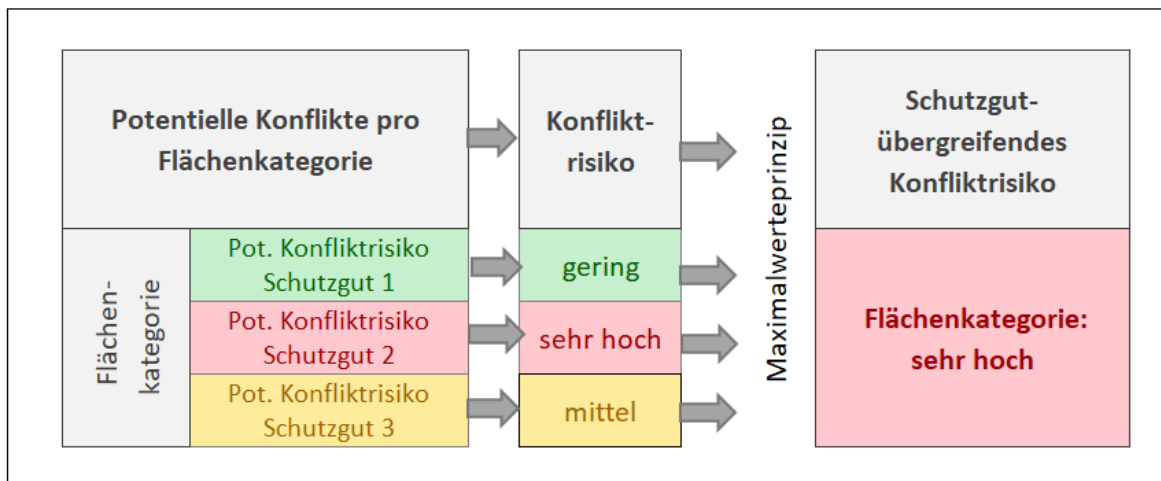 Potentielle Konflikte pro
Flächenkategorie
Konflikt-
risiko
Maximalwerteprinzip
Schutzgut-
übergreifendes
Konfliktrisiko
Flächen-
kategorie
Pot. Konfliktrisiko
Schutzgut 1
gering
Pot. Konfliktrisiko
Schutzgut 2
sehr hoch
Pot. Konfliktrisiko
Schutzgut 3
mittel
Flächenkategorie:
sehr hoch